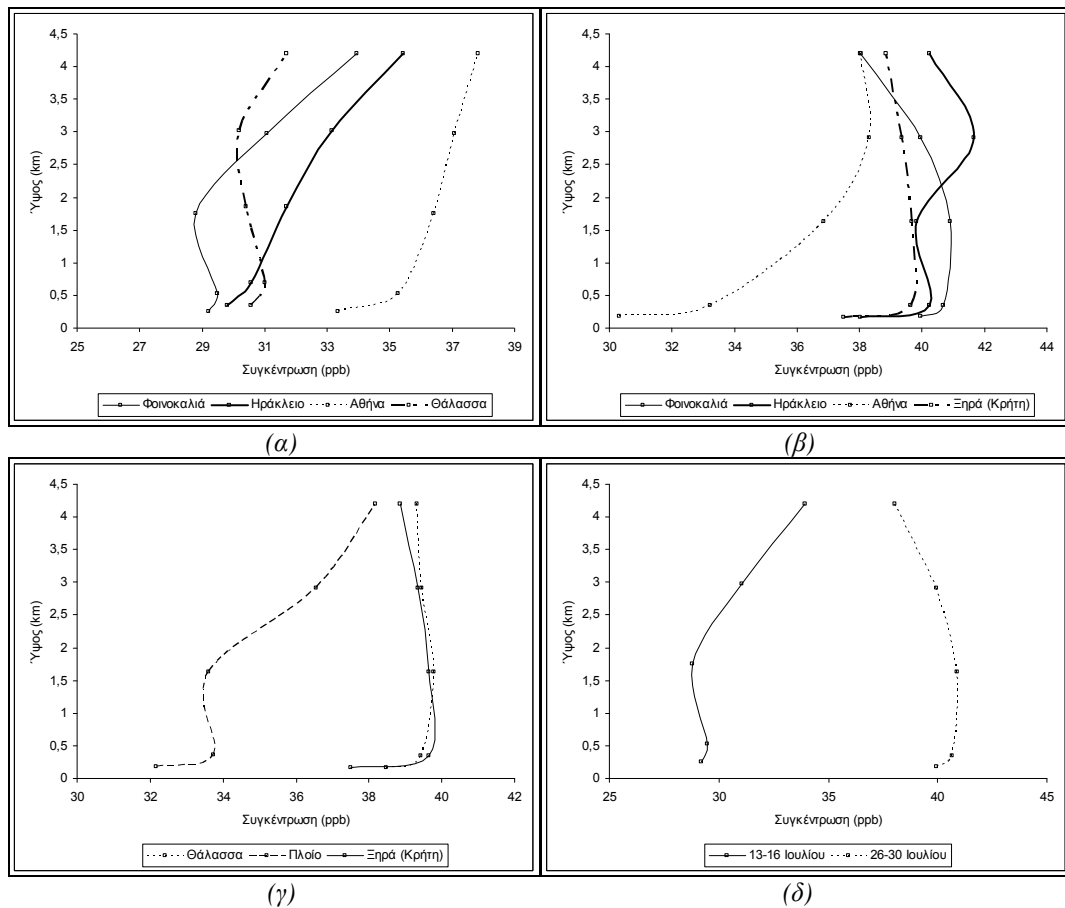 4,5
4
3,5
3
2,5
2
1,5
1
0,5
0
Ύψος (km)
25 27 29 31 33 35 37 39
Συγκέντρωση (ppb)
Φοινοκαλιά Ηράκλειο Αθήνα Θάλασσα
(α)
4,5
4
3,5
3
2,5
2
1,5
1
0,5
0
Ύψος (km)
30 32 34 36 38 40 42 44
Συγκέντρωση (ppb)
Φοινοκαλιά Ηράκλειο Αθήνα Ξηρά (Κρήτη)
(β)
4,5
4
3,5
3
2,5
2
1,5
1
0,5
0
Ύψος (km)
30 32 34 36 38 40 42
Συγκέντρωση (ppb)
Θάλασσα Πλοίο Ξηρά (Κρήτη)
(γ)
4,5
4
3,5
3
2,5
2
1,5
1
0,5
0
Ύψος (km)
25 30 35 40 45
Συγκέντρωση (ppb)
13-16 Ιουλίου 26-30 Ιουλίου
(δ)